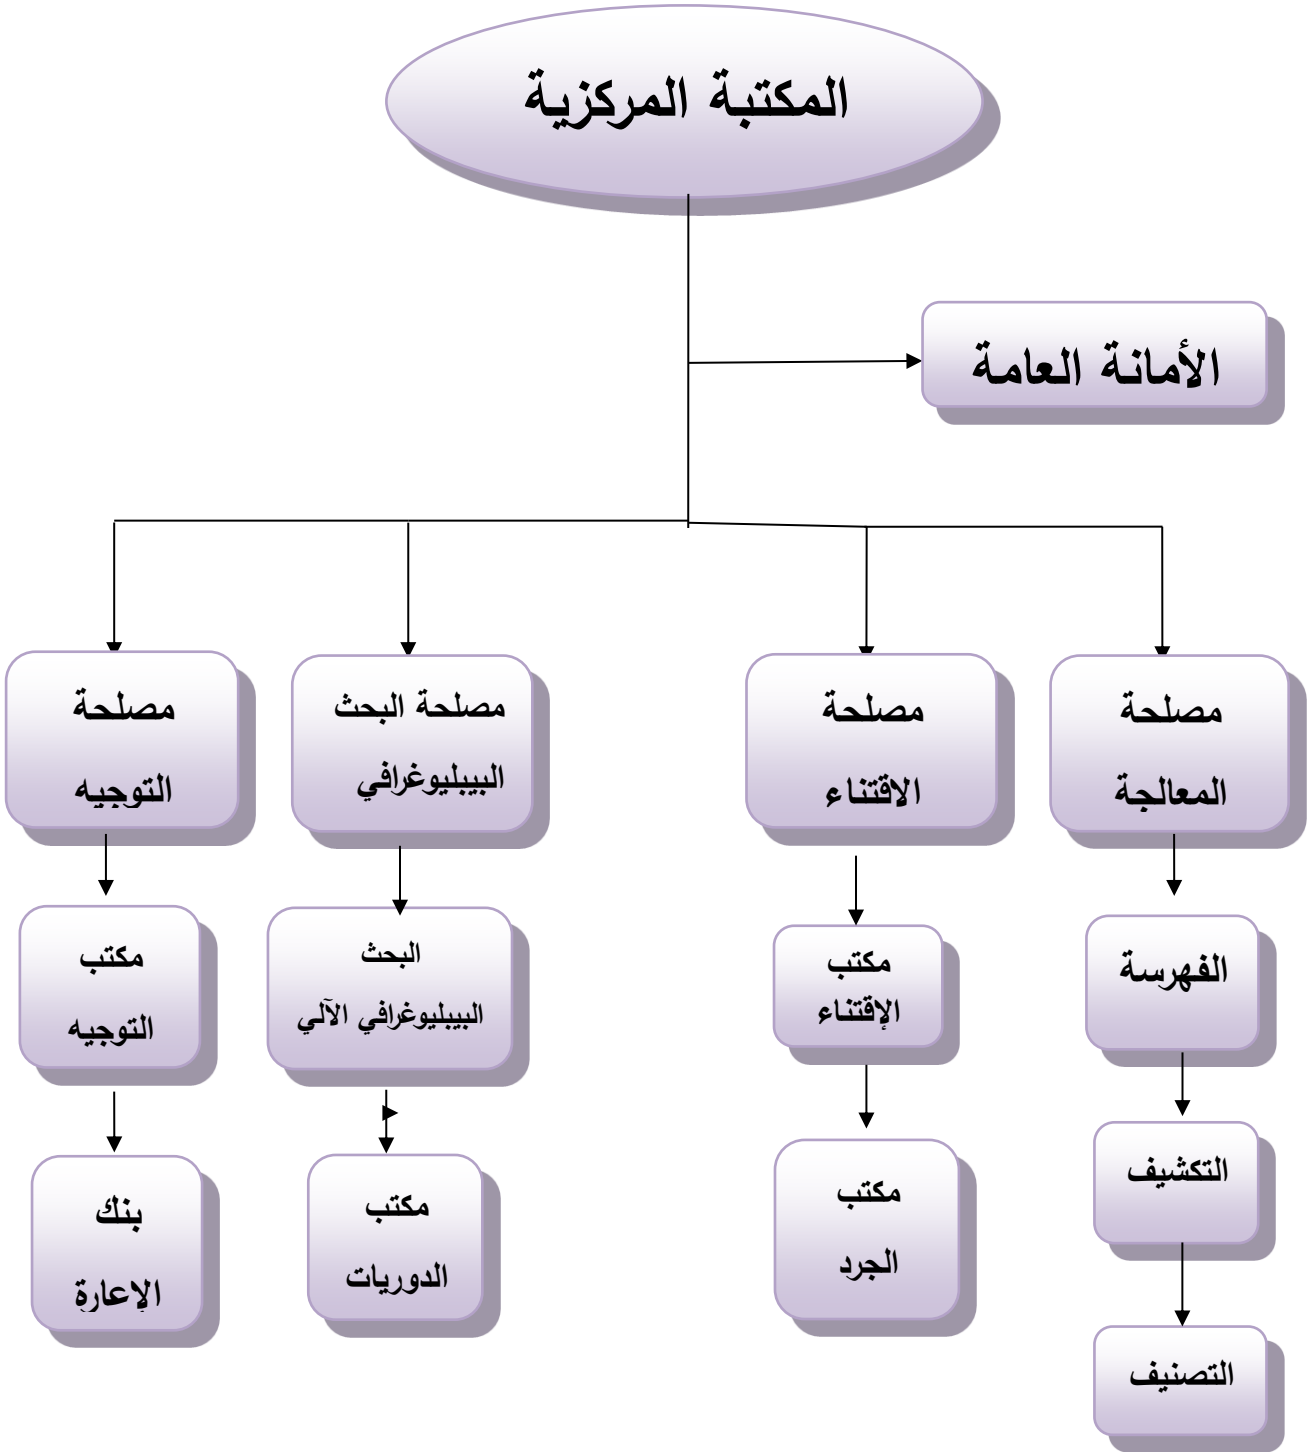 المكتبة المركزية
الأمانة العامة
مصلحة
المعالجة
مصلحة
الاقتناء
مصلحة البحث
البيبليوغرافي
مصلحة
التوجيه
الفهرسة
مكتب
الإقتناء
البحث
البيبليوغرافي الآلي
مكتب
التوجيه
التكشيف
مكتب
الجرد
مكتب
الدوريات
بنك
الإعارة
التصنيف